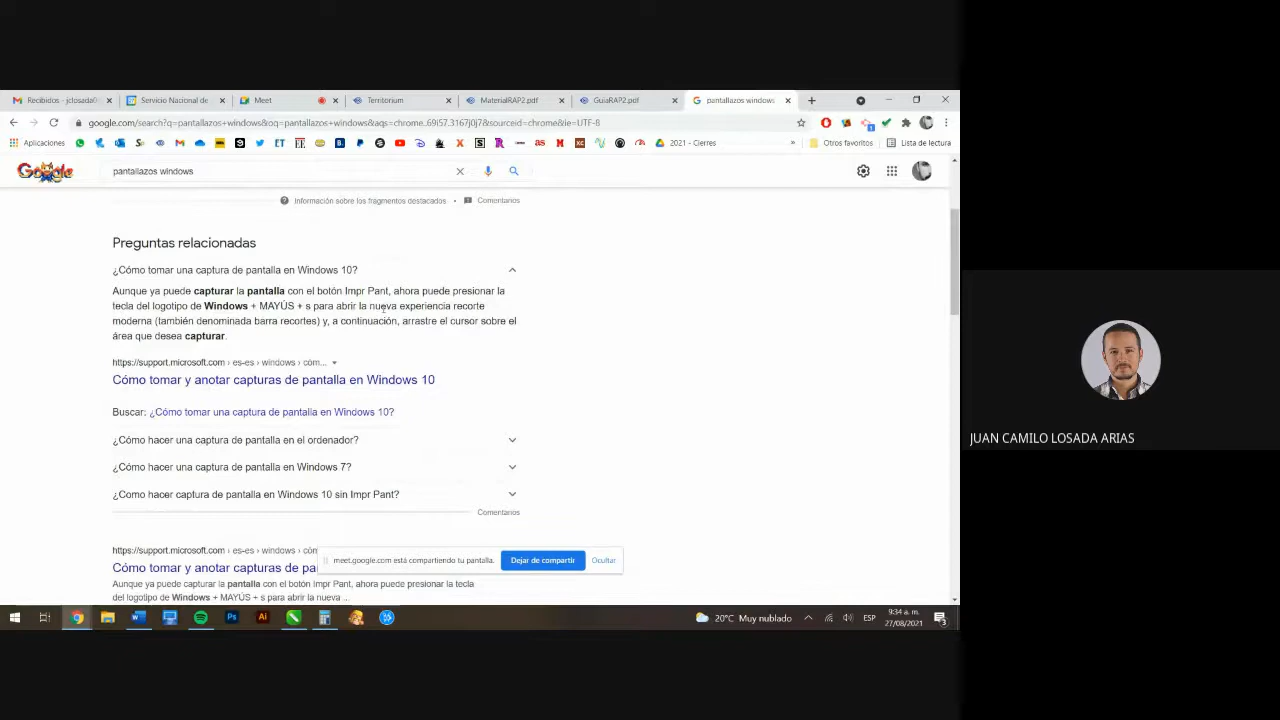 Recibidos - jclosada0
Servicio Nacional de
Meet
Territorium
MaterialRAP2.pdf
GuiaRAP2.pdf
pantallazos windows
google.com/search?q=pantallazos+windows&oq=pantallazos+windows&aqs=chrome..69i57.3167j0j7&sourceid=chrome&ie=UTF-8
Aplicaciones
2021 - Cierres
Otros favoritos
Lista de lectura
pantallazos windows
Información sobre los fragmentos destacados
Comentarios
Preguntas relacionadas
¿Cómo tomar una captura de pantalla en Windows 10?
Aunque ya puede capturar la pantalla con el botón Impr Pant, ahora puede presionar la
tecla del logotipo de Windows + MAYÚS + s para abrir la nueva experiencia recorte
moderna (también denominada barra recortes) y, a continuación, arrastre el cursor sobre el
área que desea capturar.
https://support.microsoft.com › es-es › windows › cóm...
Cómo tomar y anotar capturas de pantalla en Windows 10
Buscar: ¿Cómo tomar una captura de pantalla en Windows 10?
¿Cómo hacer una captura de pantalla en el ordenador?
¿Cómo hacer una captura de pantalla en Windows 7?
¿Como hacer captura de pantalla en Windows 10 sin Impr Pant?
Comentarios
https://support.microsoft.com › es-es › windows › cóm
Cómo tomar y anotar capturas de pa
Aunque ya puede capturar la pantalla con el botón Impr Pant, ahora puede presionar la tecla
del logotipo de Windows + MAYÚS + s para abrir la nueva ...
meet.google.com está compartiendo tu pantalla.
Dejar de compartir
Ocultar
20°C Muy nublado
ESP
9:34 a. m.
27/08/2021
JUAN CAMILO LOSADA ARIAS